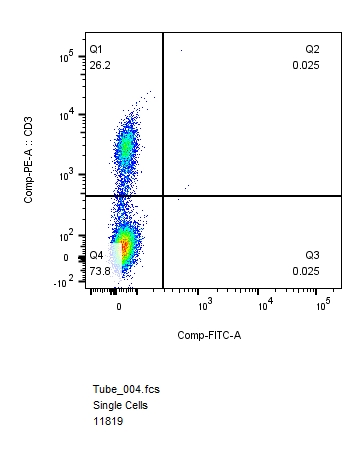 Q1
26.2
Q2
0.025
10^5
10^4
10^3
10^2
0
-10^2
Comp-PE-A :: CD3
Q4
73.8
Q3
0.025
0
10^3
10^4
10^5
Comp-FITC-A
Tube_004.fcs
Single Cells
11819